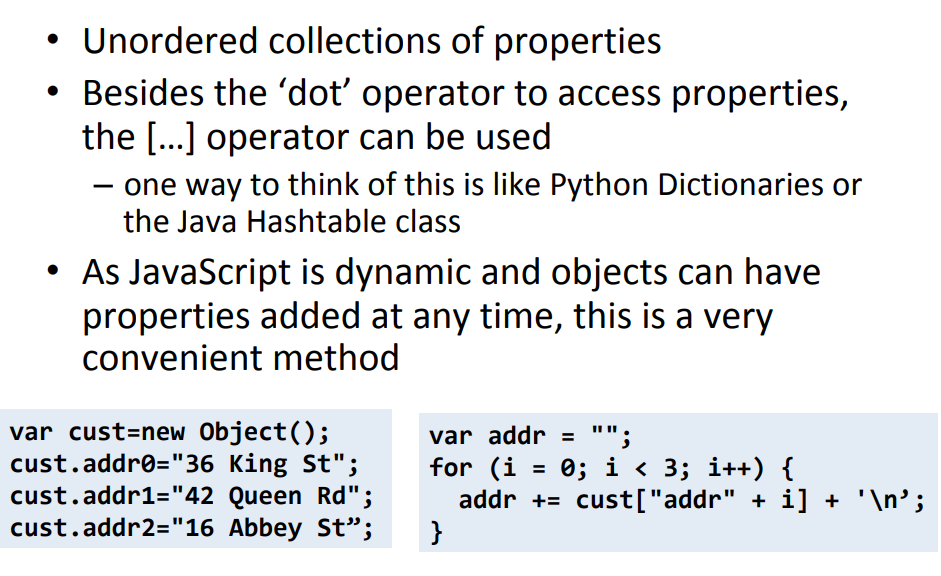 • Unordered collections of properties
• Besides the ‘dot’ operator to access properties,
the […] operator can be used
– one way to think of this is like Python Dictionaries or
the Java Hashtable class
• As JavaScript is dynamic and objects can have
properties added at any time, this is a very
convenient method
var cust=new Object();
cust.addr0="36 King St";
cust.addr1="42 Queen Rd";
cust.addr2="16 Abbey St”;
var addr = "";
for (i = 0; i < 3; i++) {
  addr += cust["addr" + i] + '\n’;
}